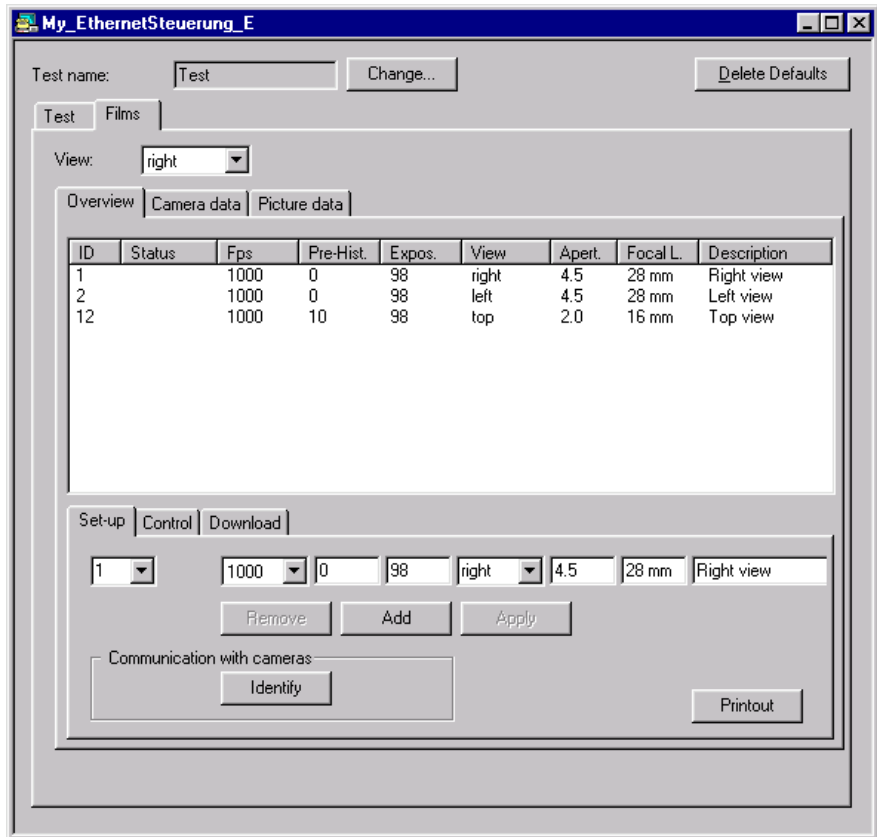 My_EthernetSteuerung_E
Test name: Test Change... Delete Defaults
Test Films
View: right
Overview Camera data Picture data
ID Status Fps Pre-Hist. Expos. View Apert. Focal L. Description
1 1000 0 98 right 4.5 28 mm Right view
2 1000 0 98 left 4.5 28 mm Left view
12 1000 10 98 top 2.0 16 mm Top view
Set-up Control Download
1 1000 0 98 right 4.5 28 mm Right view
Remove Add Apply
Communication with cameras
Identify
Printout